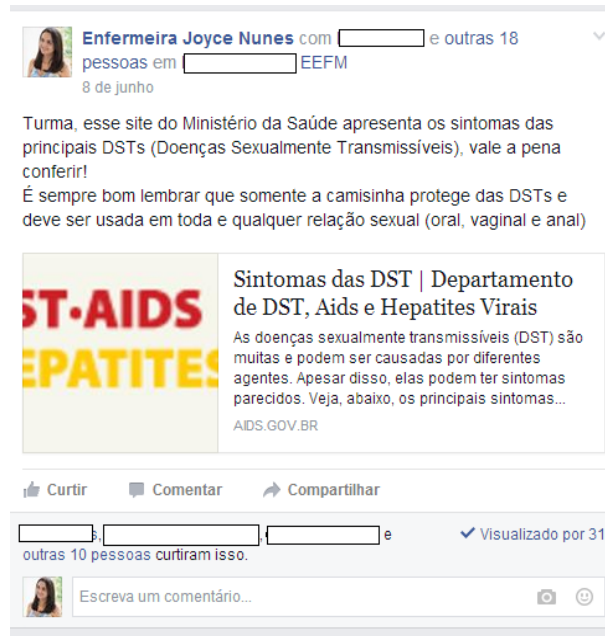 Enfermeira Joyce Nunes com e outras 18
pessoas em EEFM
8 de junho
Turma, esse site do Ministério da Saúde apresenta os sintomas das
principais DSTs (Doenças Sexualmente Transmissíveis), vale a pena
conferir!
É sempre bom lembrar que somente a camisinha protege das DSTs e
deve ser usada em toda e qualquer relação sexual (oral, vaginal e anal)
ST·AIDS
EPATITES
Sintomas das DST | Departamento
de DST, Aids e Hepatites Virais
As doenças sexualmente transmissíveis (DST) são
muitas e podem ser causadas por diferentes
agentes. Apesar disso, elas podem ter sintomas
parecidos. Veja, abaixo, os principais sintomas...
AIDS.GOV.BR
Curtir Comentar Compartilhar
s, , e
outras 10 pessoas curtiram isso.
Visualizado por 31
Escreva um comentário...